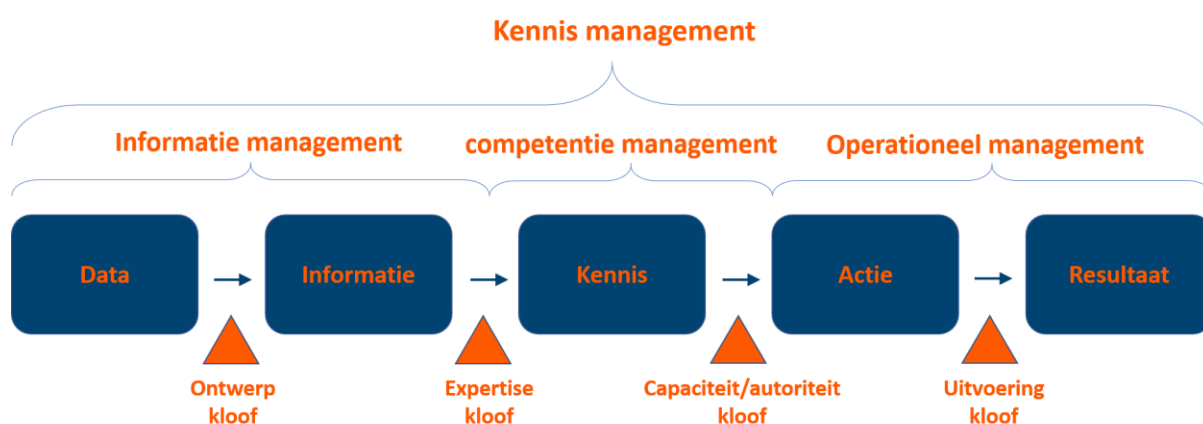 Kennis management
Informatie management
competentie management
Operationeel management
Data
Informatie
Kennis
Actie
Resultaat
Ontwerp
kloof
Expertise
kloof
Capaciteit/autoriteit
kloof
Uitvoering
kloof